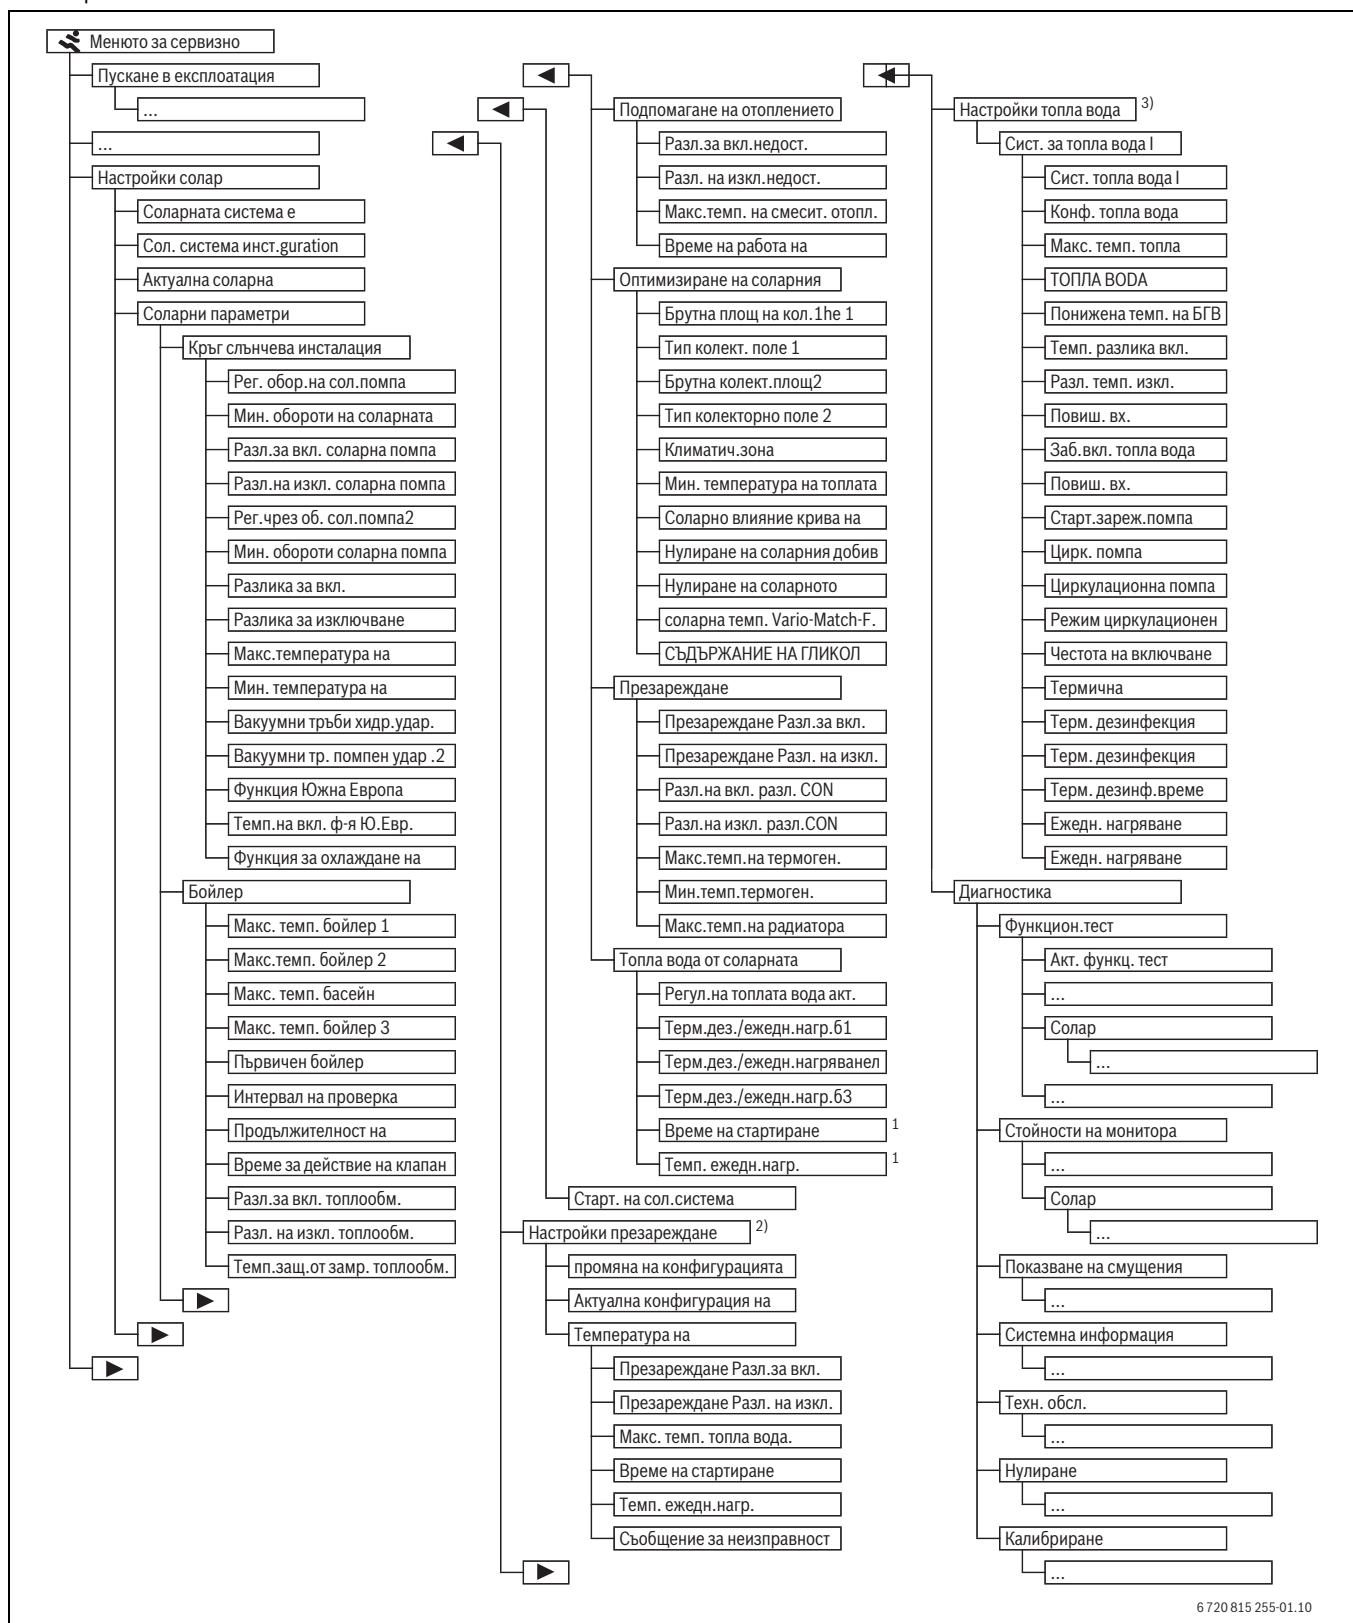 Менюто за сервизно
Пускане в експлоатация
...
...
Настройки солар
Соларната система е
Сол. система инст.guration
Актуална соларна
Соларни параметри
Кръг слънчева инсталация
Рег. обор.на сол.помпа
Мин. обороти на соларната
Разл.за вкл. соларна помпа
Разл.на изкл. соларна помпа
Рег.чрез об. сол.помпа2
Мин. обороти соларна помпа
Разлика за вкл.
Разлика за изключване
Макс.температура на
Мин. температура на
Вакуумни тръби хидр.удар.
Вакуумни тр. помпен удар .2
Функция Южна Европа
Темп.на вкл. ф-я Ю.Евр.
Функция за охлаждане на
Бойлер
Макс. темп. бойлер 1
Макс.темп. бойлер 2
Макс. темп. басейн
Макс. темп. бойлер 3
Първичен бойлер
Интервал на проверка
Продължителност на
Време за действие на клапан
Разл.за вкл. топлообм.
Разл. на изкл. топлообм.
Темп.защ.от замр. топлообм.
Подпомагане на отоплението
Разл.за вкл.недост.
Разл. на изкл.недост.
Макс.темп. на смесит. отопл.
Време на работа на
Оптимизиране на соларния
Брутна площ на кол.1he 1
Тип колект. поле 1
Брутна колект.площ2
Тип колекторно поле 2
Климатич.зона
Мин. температура на топлата
Соларно влияние крива на
Нулиране на соларния добив
Нулиране на соларното
соларна темп. Vario-Match-F.
СЪДЪРЖАНИЕ НА ГЛИКОЛ
Презареждане
Презареждане Разл.за вкл.
Презареждане Разл. на изкл.
Разл.на вкл. разл. CON
Разл.на изкл. разл.CON
Макс.темп.на термоген.
Мин.темп.термоген.
Макс.темп.на радиатора
Топла вода от соларната
Регул.на топлата вода акт.
Терм.дез./ежедн.нагр.б1
Терм.дез./ежедн.нагряванел
Терм.дез./ежедн.нагр.б3
Време на стартиране 1
Темп. ежедн.нагр. 1
Старт. на сол.система
Настройки презареждане 2)
промяна на конфигурацията
Актуална конфигурация на
Температура на
Презареждане Разл.за вкл.
Презареждане Разл. на изкл.
Макс. темп. топла вода.
Време на стартиране
Темп. ежедн.нагр.
Съобщение за неизправност
Настройки топла вода 3)
Сист. за топла вода I
Сист. топла вода I
Конф. топла вода
Макс. темп. топла
ТОПЛА BODA
Понижена темп. на БГВ
Темп. разлика вкл.
Разл. темп. изкл.
Повиш. вх.
Заб.вкл. топла вода
Повиш. вх.
Старт.зареж.помпа
Цирк. помпа
Циркулационна помпа
Режим циркулационен
Честота на включване
Термична
Терм. дезинфекция
Терм. дезинфекция
Терм. дезинф.време
Ежедн. нагряване
Ежедн. нагряване
Диагностика
Функцион.тест
Акт. функц. тест
...
Солар
...
...
Стойности на монитора
...
Солар
...
Показване на смущения
...
Системна информация
...
Техн. обсл.
...
Нулиране
...
Калибриране
...
6 720 815 255-01.10